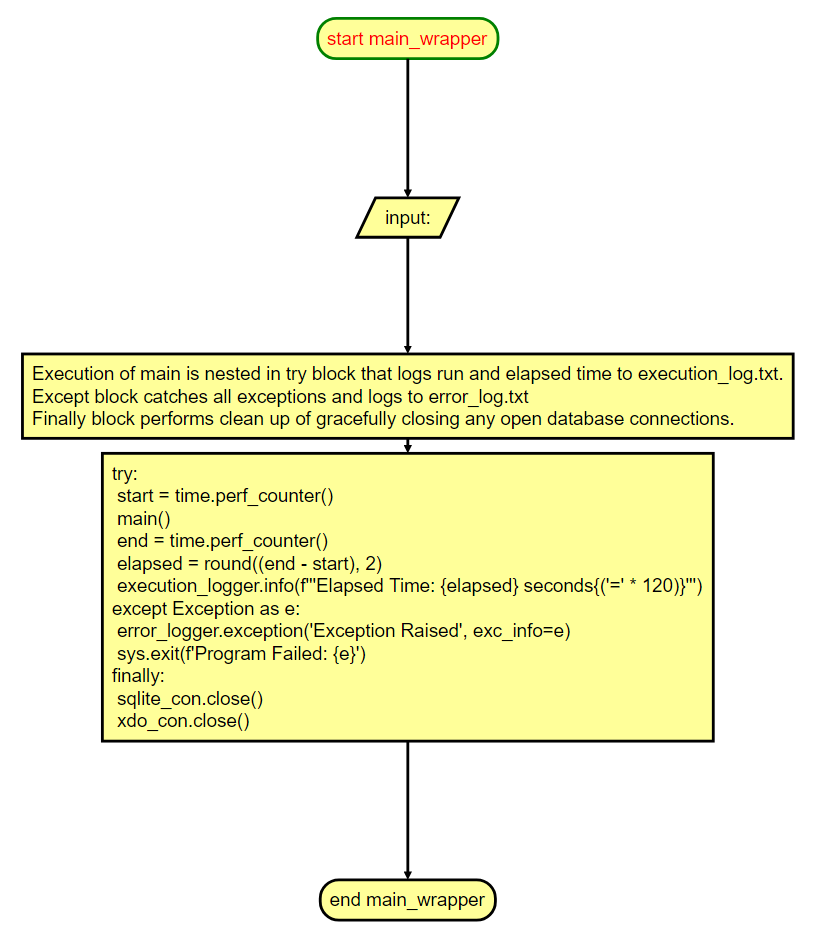 start main_wrapper
input:
Execution of main is nested in try block that logs run and elapsed time to execution_log.txt.
Except block catches all exceptions and logs to error_log.txt
Finally block performs clean up of gracefully closing any open database connections.
try:
start = time.perf_counter()
main()
end = time.perf_counter()
elapsed = round((end - start), 2)
execution_logger.info(f'"Elapsed Time: {elapsed} seconds{('=' * 120)}'")
except Exception as e:
error_logger.exception('Exception Raised', exc_info=e)
sys.exit(f'Program Failed: {e}')
finally:
sqlite_con.close()
xdo_con.close()
end main_wrapper